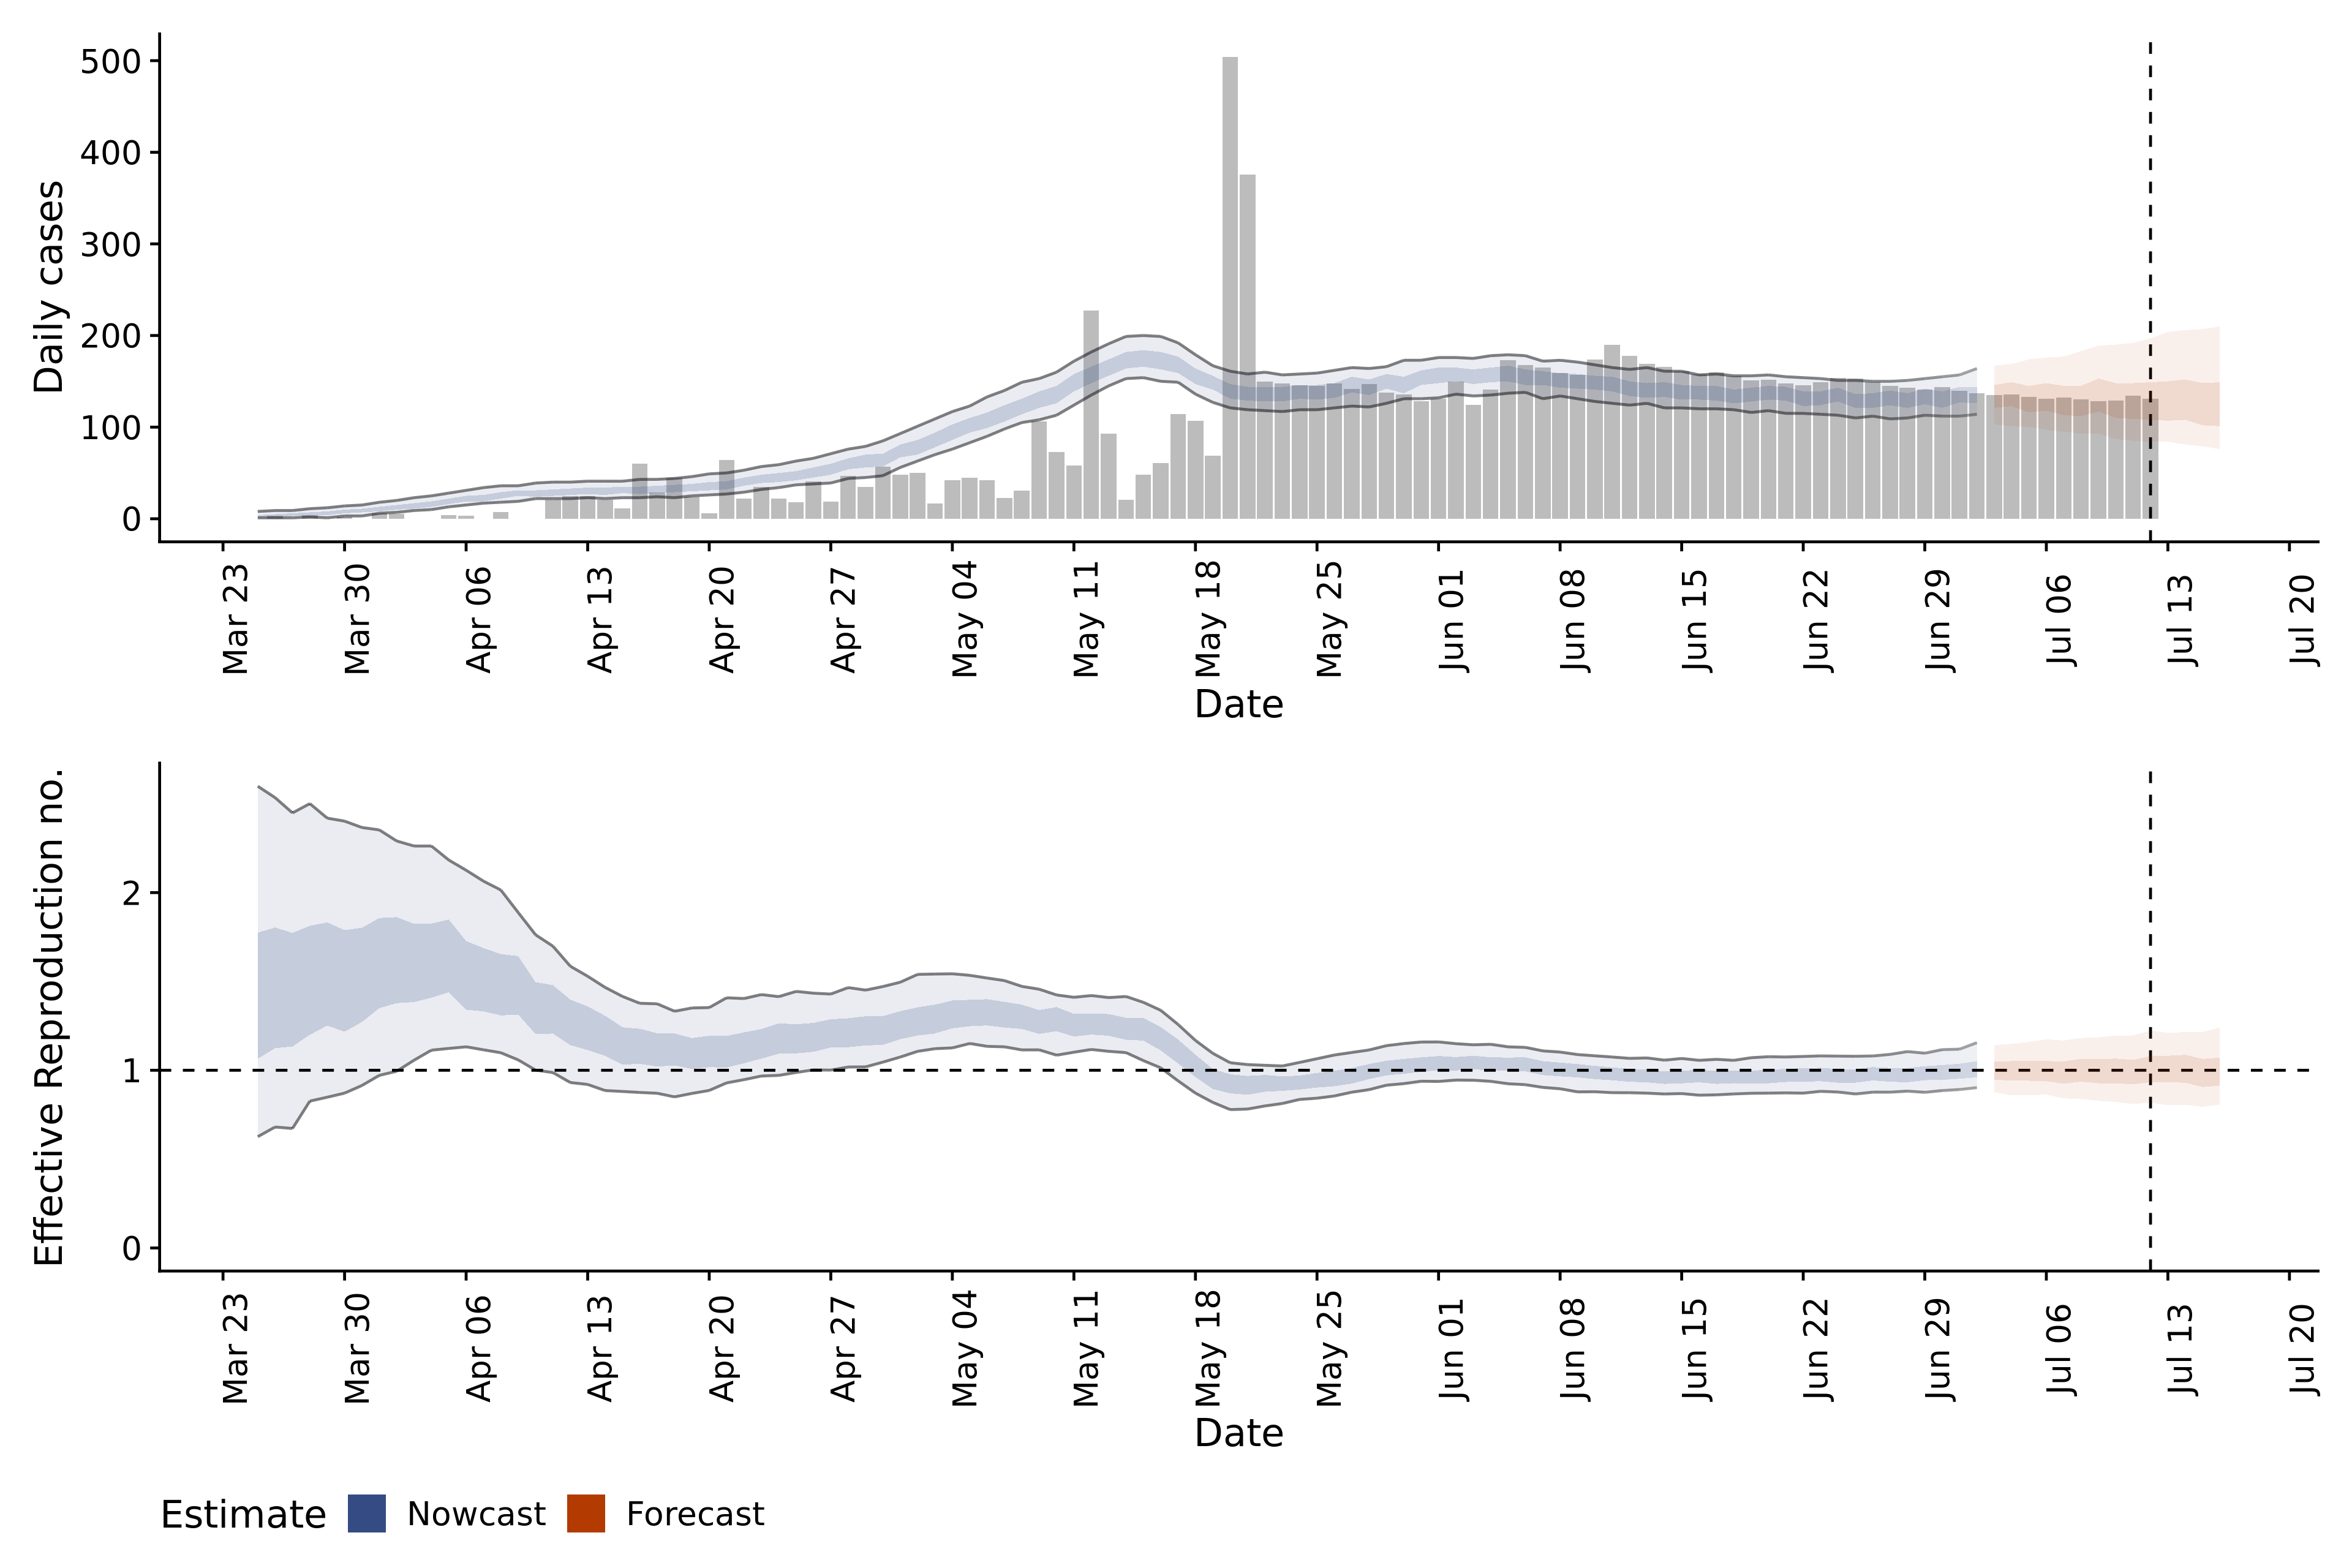 Daily cases
500
400
300
200
100
0
Mar 23
Mar 30
Apr 06
Apr 13
Apr 20
Apr 27
May 04
May 11
May 18
May 25
Jun 01
Jun 08
Jun 15
Jun 22
Jun 29
Jul 06
Jul 13
Jul 20
Date
Effective Reproduction no.
2
1
0
Mar 23
Mar 30
Apr 06
Apr 13
Apr 20
Apr 27
May 04
May 11
May 18
May 25
Jun 01
Jun 08
Jun 15
Jun 22
Jun 29
Jul 06
Jul 13
Jul 20
Date
Estimate Nowcast Forecast